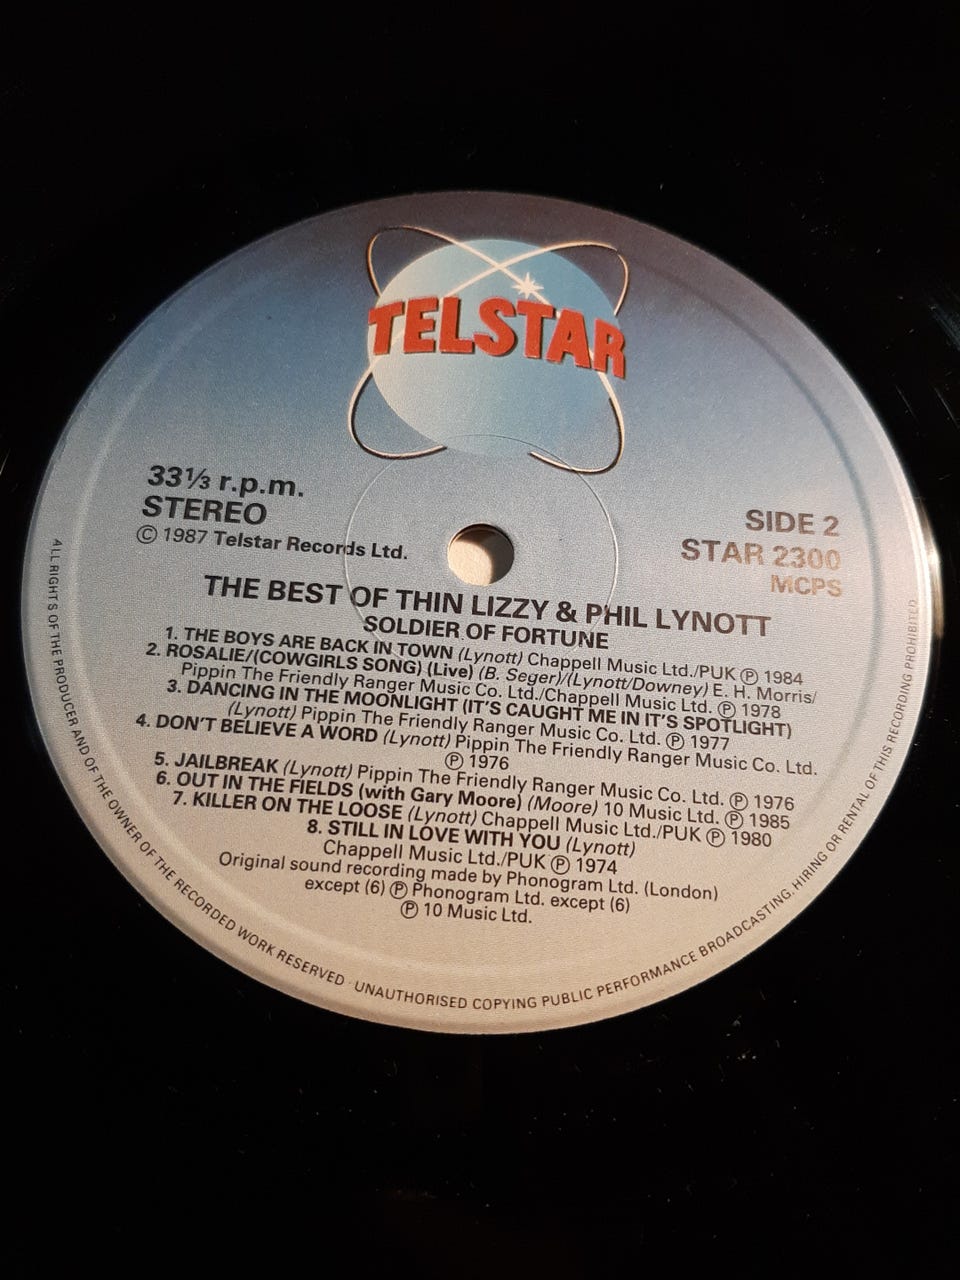 TELSTAR
33⅓ r.p.m.
STEREO
© 1987 Telstar Records Ltd.
SIDE 2
STAR 2300
MCPS
THE BEST OF THIN LIZZY & PHIL LYNOTT
SOLDIER OF FORTUNE
1. THE BOYS ARE BACK IN TOWN (Lynott) Chappell Music Ltd./PUK ℗ 1984
2. ROSALIE/(COWGIRLS SONG) (Live) (B. Seger)/(Lynott/Downey) E. H. Morris/
Pippin The Friendly Ranger Music Co. Ltd./Chappell Music Ltd. ℗ 1978
3. DANCING IN THE MOONLIGHT (IT'S CAUGHT ME IN IT'S SPOTLIGHT)
(Lynott) Pippin The Friendly Ranger Music Co. Ltd. ℗ 1977
4. DON'T BELIEVE A WORD (Lynott) Pippin The Friendly Ranger Music Co. Ltd.
℗ 1976
5. JAILBREAK (Lynott) Pippin The Friendly Ranger Music Co. Ltd. ℗ 1976
6. OUT IN THE FIELDS (with Gary Moore) (Moore) 10 Music Ltd. ℗ 1985
7. KILLER ON THE LOOSE (Lynott) Chappell Music Ltd./PUK ℗ 1980
8. STILL IN LOVE WITH YOU (Lynott)
Chappell Music Ltd./PUK ℗ 1974
Original sound recording made by Phonogram Ltd. (London)
except (6) ℗ Phonogram Ltd. except (6)
℗ 10 Music Ltd.
ALL RIGHTS OF THE PRODUCER AND OF THE OWNER OF THE RECORDED WORK RESERVED · UNAUTHORISED COPYING PUBLIC PERFORMANCE BROADCASTING. HIRING OR RENTAL OF THIS RECORDING PROHIBITED